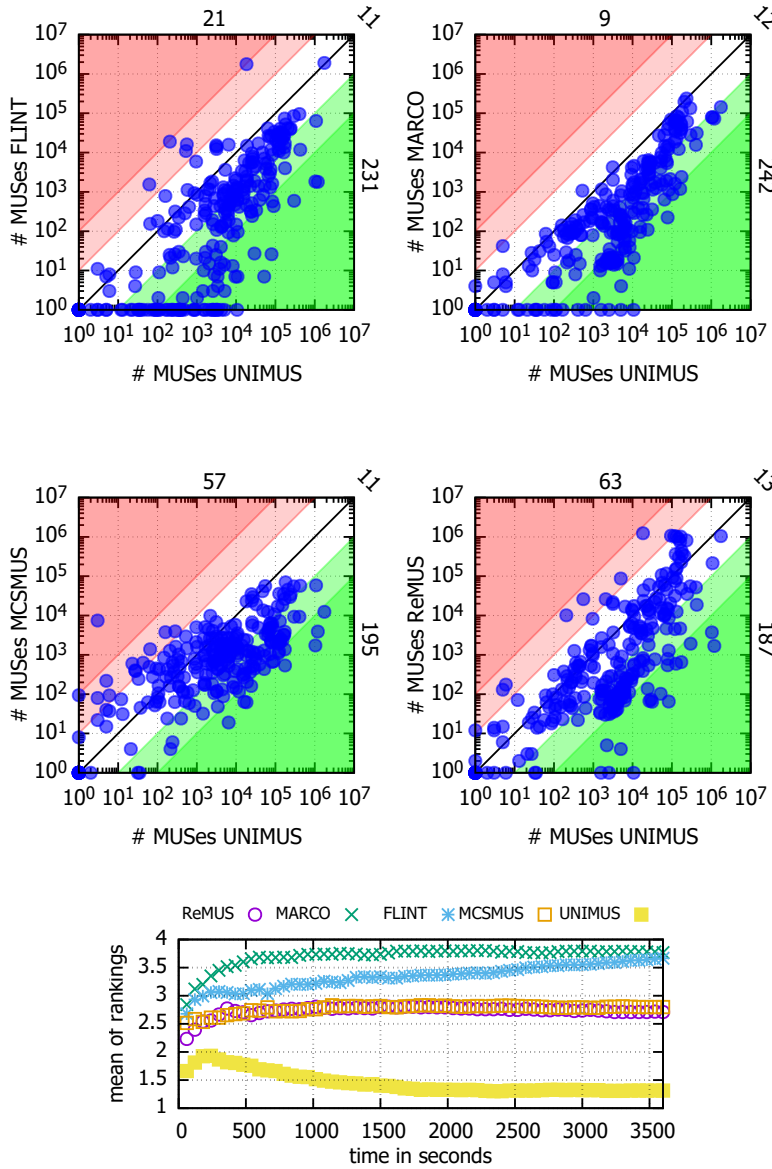 21 11
10⁷
10⁶
10⁵
10⁴
10³
10²
10¹
10⁰
# MUSes FLINT
231
10⁰ 10¹ 10² 10³ 10⁴ 10⁵ 10⁶ 10⁷
# MUSes UNIMUS
9 12
10⁷
10⁶
10⁵
10⁴
10³
10²
10¹
10⁰
# MUSes MARCO
242
10⁰ 10¹ 10² 10³ 10⁴ 10⁵ 10⁶ 10⁷
# MUSes UNIMUS
57 11
10⁷
10⁶
10⁵
10⁴
10³
10²
10¹
10⁰
# MUSes MCSMUS
195
10⁰ 10¹ 10² 10³ 10⁴ 10⁵ 10⁶ 10⁷
# MUSes UNIMUS
63 13
10⁷
10⁶
10⁵
10⁴
10³
10²
10¹
10⁰
# MUSes ReMUS
187
10⁰ 10¹ 10² 10³ 10⁴ 10⁵ 10⁶ 10⁷
# MUSes UNIMUS
ReMUS MARCO FLINT MCSMUS UNIMUS
4
3.5
3
2.5
2
1.5
1
mean of rankings
0 500 1000 1500 2000 2500 3000 3500
time in seconds